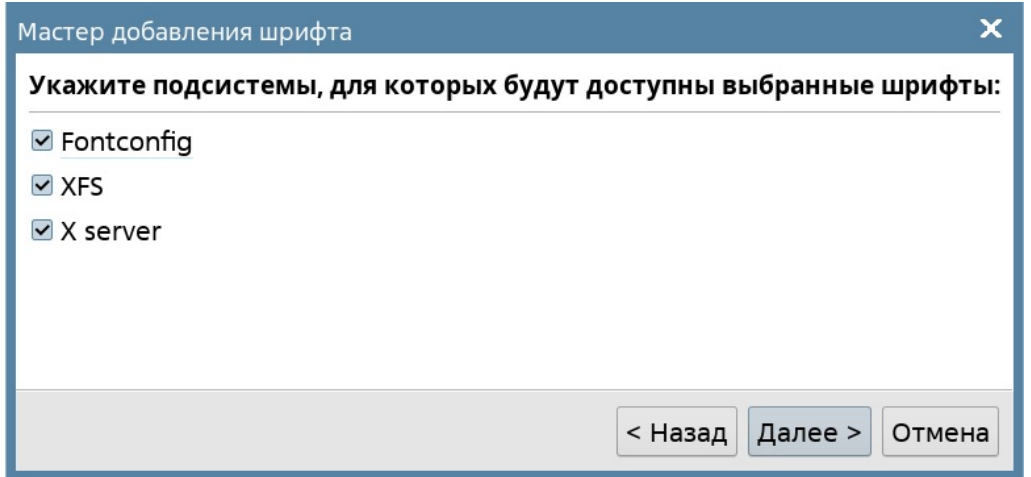 Мастер добавления шрифта
Укажите подсистемы, для которых будут доступны выбранные шрифты:
Fontconfig
XFS
X server
< Назад Далее > Отмена